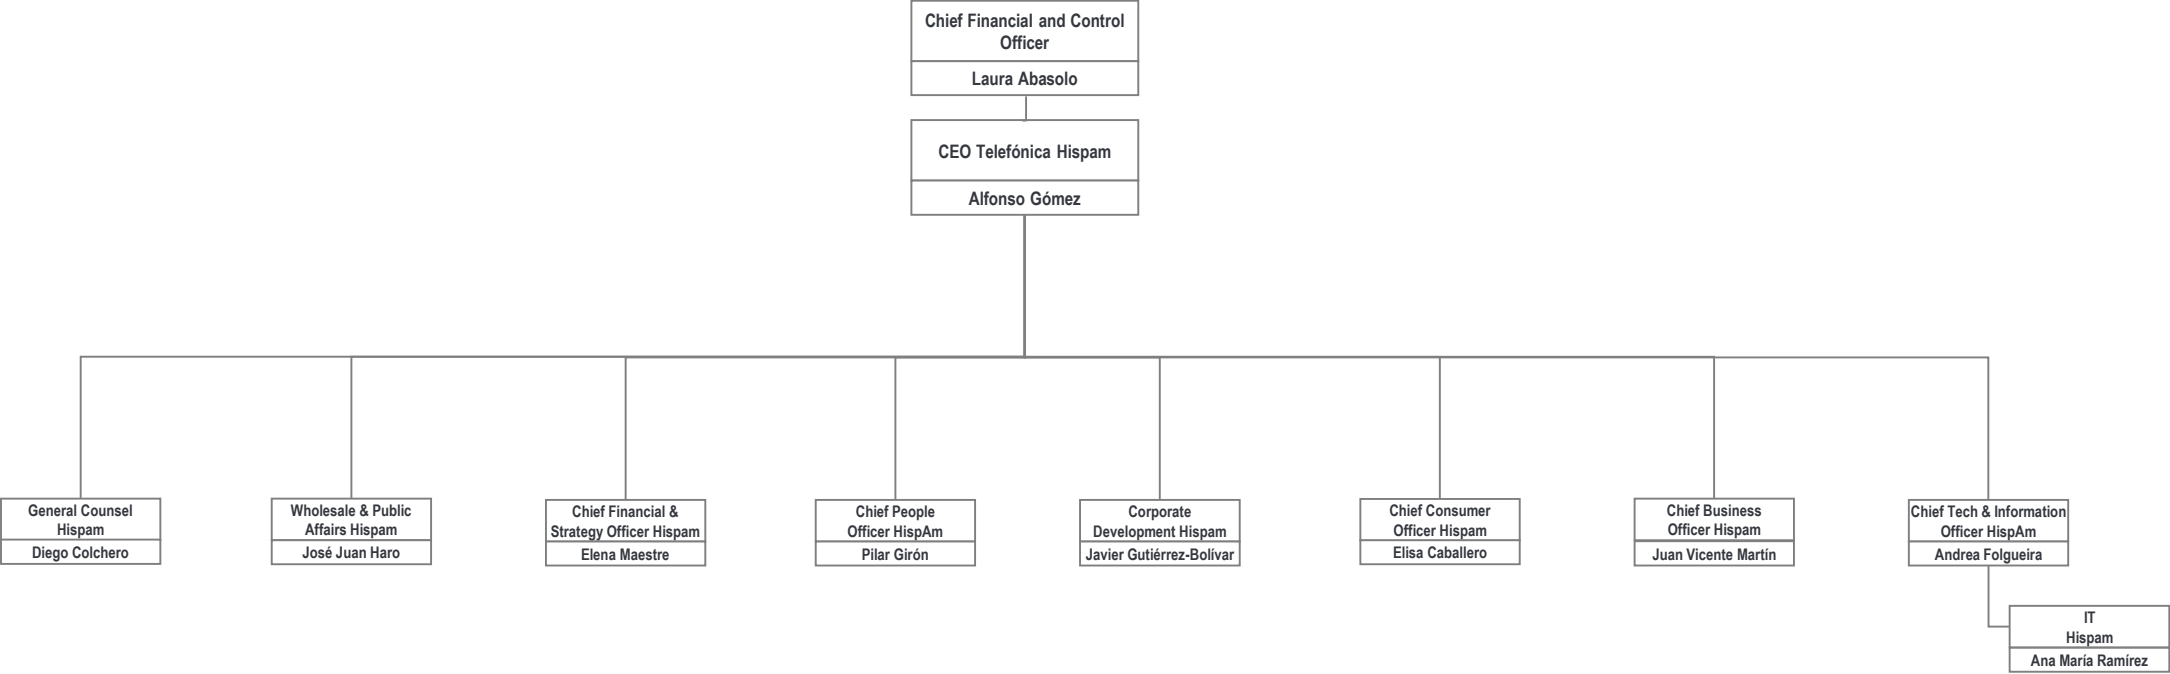 Chief Financial and Control
Officer
Laura Abasolo
CEO Telefónica Hispam
Alfonso Gómez
General Counsel
Hispam
Diego Colchero
Wholesale & Public
Affairs Hispam
José Juan Haro
Chief Financial &
Strategy Officer Hispam
Elena Maestre
Chief People
Officer HispAm
Pilar Girón
Corporate
Development Hispam
Javier Gutiérrez-Bolívar
Chief Consumer
Officer Hispam
Elisa Caballero
Chief Business
Officer Hispam
Juan Vicente Martín
Chief Tech & Information
Officer HispAm
Andrea Folgueira
IT
Hispam
Ana María Ramírez